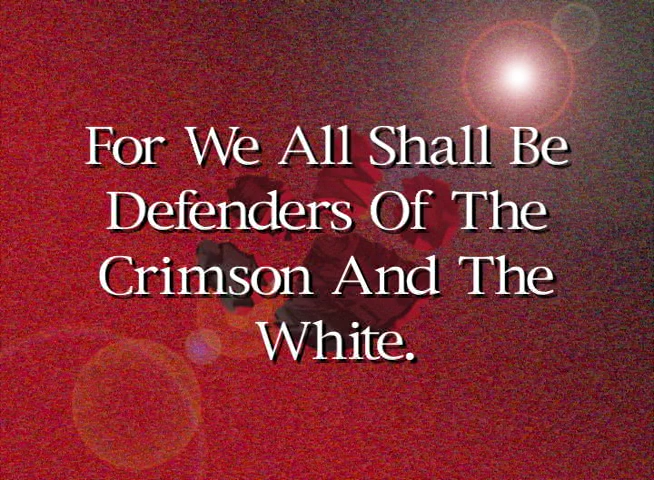 For We All Shall Be
Defenders Of The
Crimson And The
White.